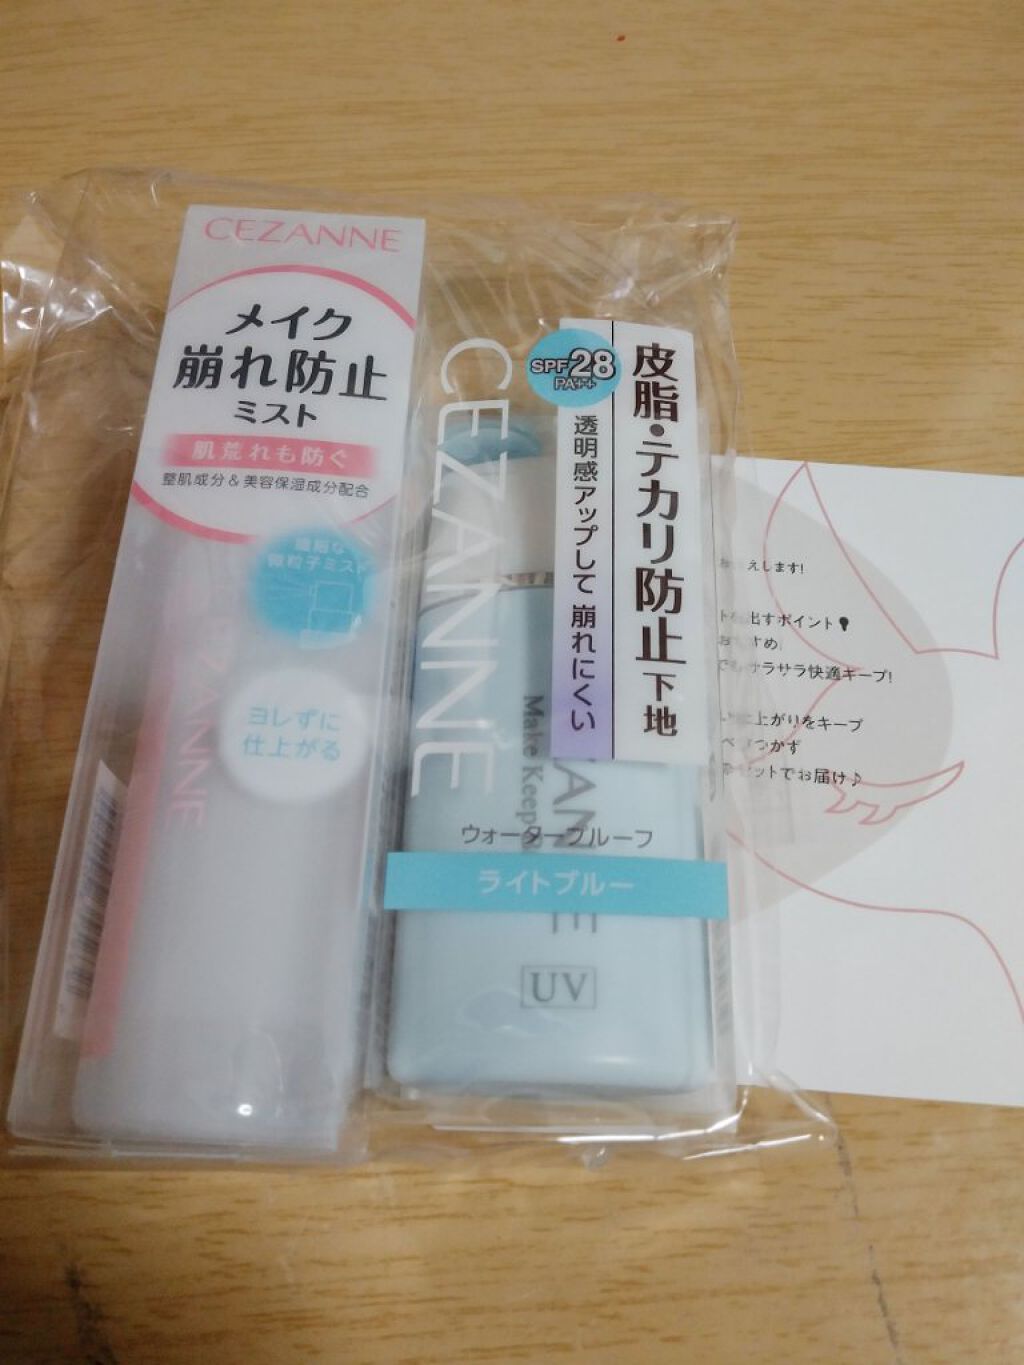 CEZANNE
メイク
崩れ防止
ミスト
肌荒れも防ぐ
整肌成分&美容保湿成分配合
微粒子ミスト
ヨレずに
仕上がる
CEZANNE
SPF28
PA++
皮脂・テカリ防止下地
透明感アップして 崩れにくい
Make Keep
ウォータープルーフ
ライトブルー
UV
えします!
出すポイント
サラサラ快適キープ!
上がりをキープ
つかず
セットでお届け♪